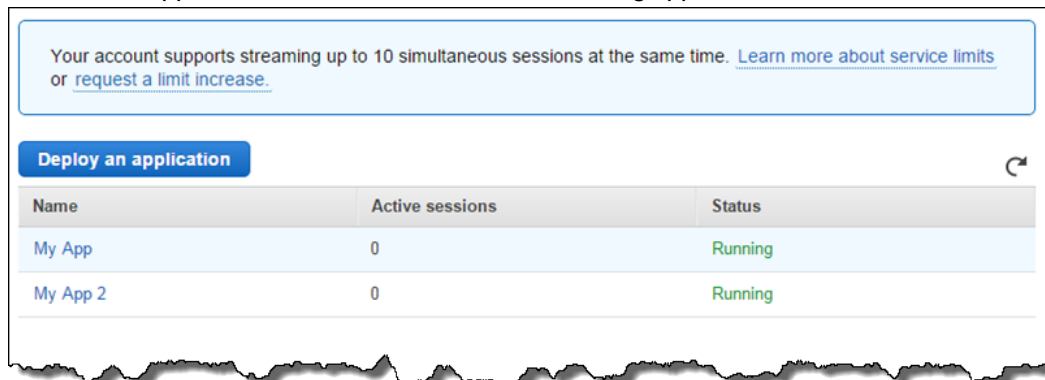 Your account supports streaming up to 10 simultaneous sessions at the same time. Learn more about service limits
or request a limit increase.
Deploy an application
Name Active sessions Status
My App 0 Running
My App 2 0 Running